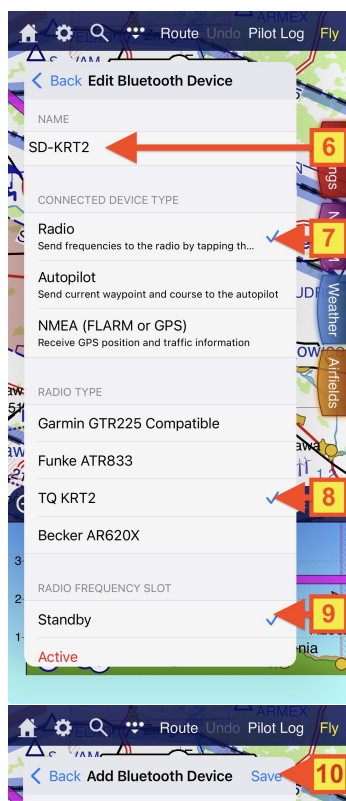 ARMEX
Route Undo Pilot Log Fly
Back Edit Bluetooth Device
NAME
SD-KRT2
6
CONNECTED DEVICE TYPE
Radio
Send frequencies to the radio by tapping th...
7
Autopilot
Send current waypoint and course to the autopilot
NMEA (FLARM or GPS)
Receive GPS position and traffic information
Weather
Airfields
RADIO TYPE
Garmin GTR225 Compatible
Funke ATR833
TQ KRT2
8
Becker AR620X
3
RADIO FREQUENCY SLOT
2
Standby
9
1
Active
Route Undo Pilot Log Fly
Back Add Bluetooth Device Save
10